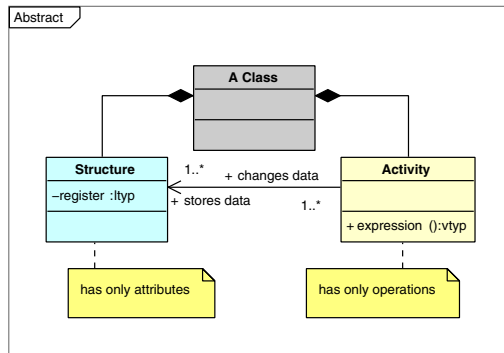 Abstract
A Class
Structure
–register :ltyp
1..*
+ changes data
+ stores data
1..*
Activity
+ expression ():vtyp
has only attributes
has only operations